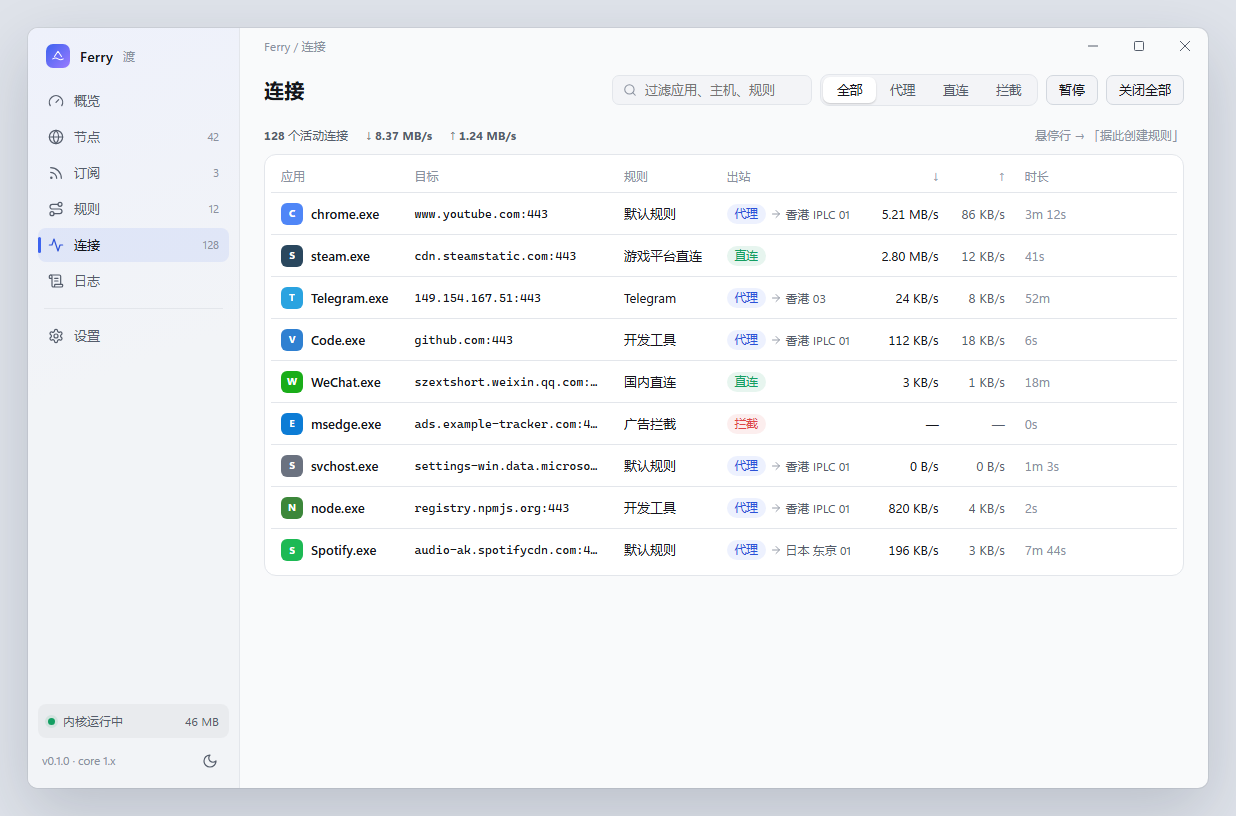 Ferry 渡
概览
节点 42
订阅 3
规则 12
连接 128
日志
设置
内核运行中 46 MB
v0.1.0 · core 1.x
Ferry / 连接
连接
过滤应用、主机、规则
全部 代理 直连 拦截
暂停
关闭全部
128 个活动连接 ↓ 8.37 MB/s ↑ 1.24 MB/s
悬停行 → 「据此创建规则」
应用 目标 规则 出站 ↓ ↑ 时长
C chrome.exe www.youtube.com:443 默认规则 代理 → 香港 IPLC 01 5.21 MB/s 86 KB/s 3m 12s
S steam.exe cdn.steamstatic.com:443 游戏平台直连 直连 2.80 MB/s 12 KB/s 41s
T Telegram.exe 149.154.167.51:443 Telegram 代理 → 香港 03 24 KB/s 8 KB/s 52m
V Code.exe github.com:443 开发工具 代理 → 香港 IPLC 01 112 KB/s 18 KB/s 6s
W WeChat.exe szextshort.weixin.qq.com:… 国内直连 直连 3 KB/s 1 KB/s 18m
E msedge.exe ads.example-tracker.com:4… 广告拦截 拦截 — — 0s
S svchost.exe settings-win.data.microso… 默认规则 代理 → 香港 IPLC 01 0 B/s 0 B/s 1m 3s
N node.exe registry.npmjs.org:443 开发工具 代理 → 香港 IPLC 01 820 KB/s 4 KB/s 2s
S Spotify.exe audio-ak.spotifycdn.com:4… 默认规则 代理 → 日本 东京 01 196 KB/s 3 KB/s 7m 44s